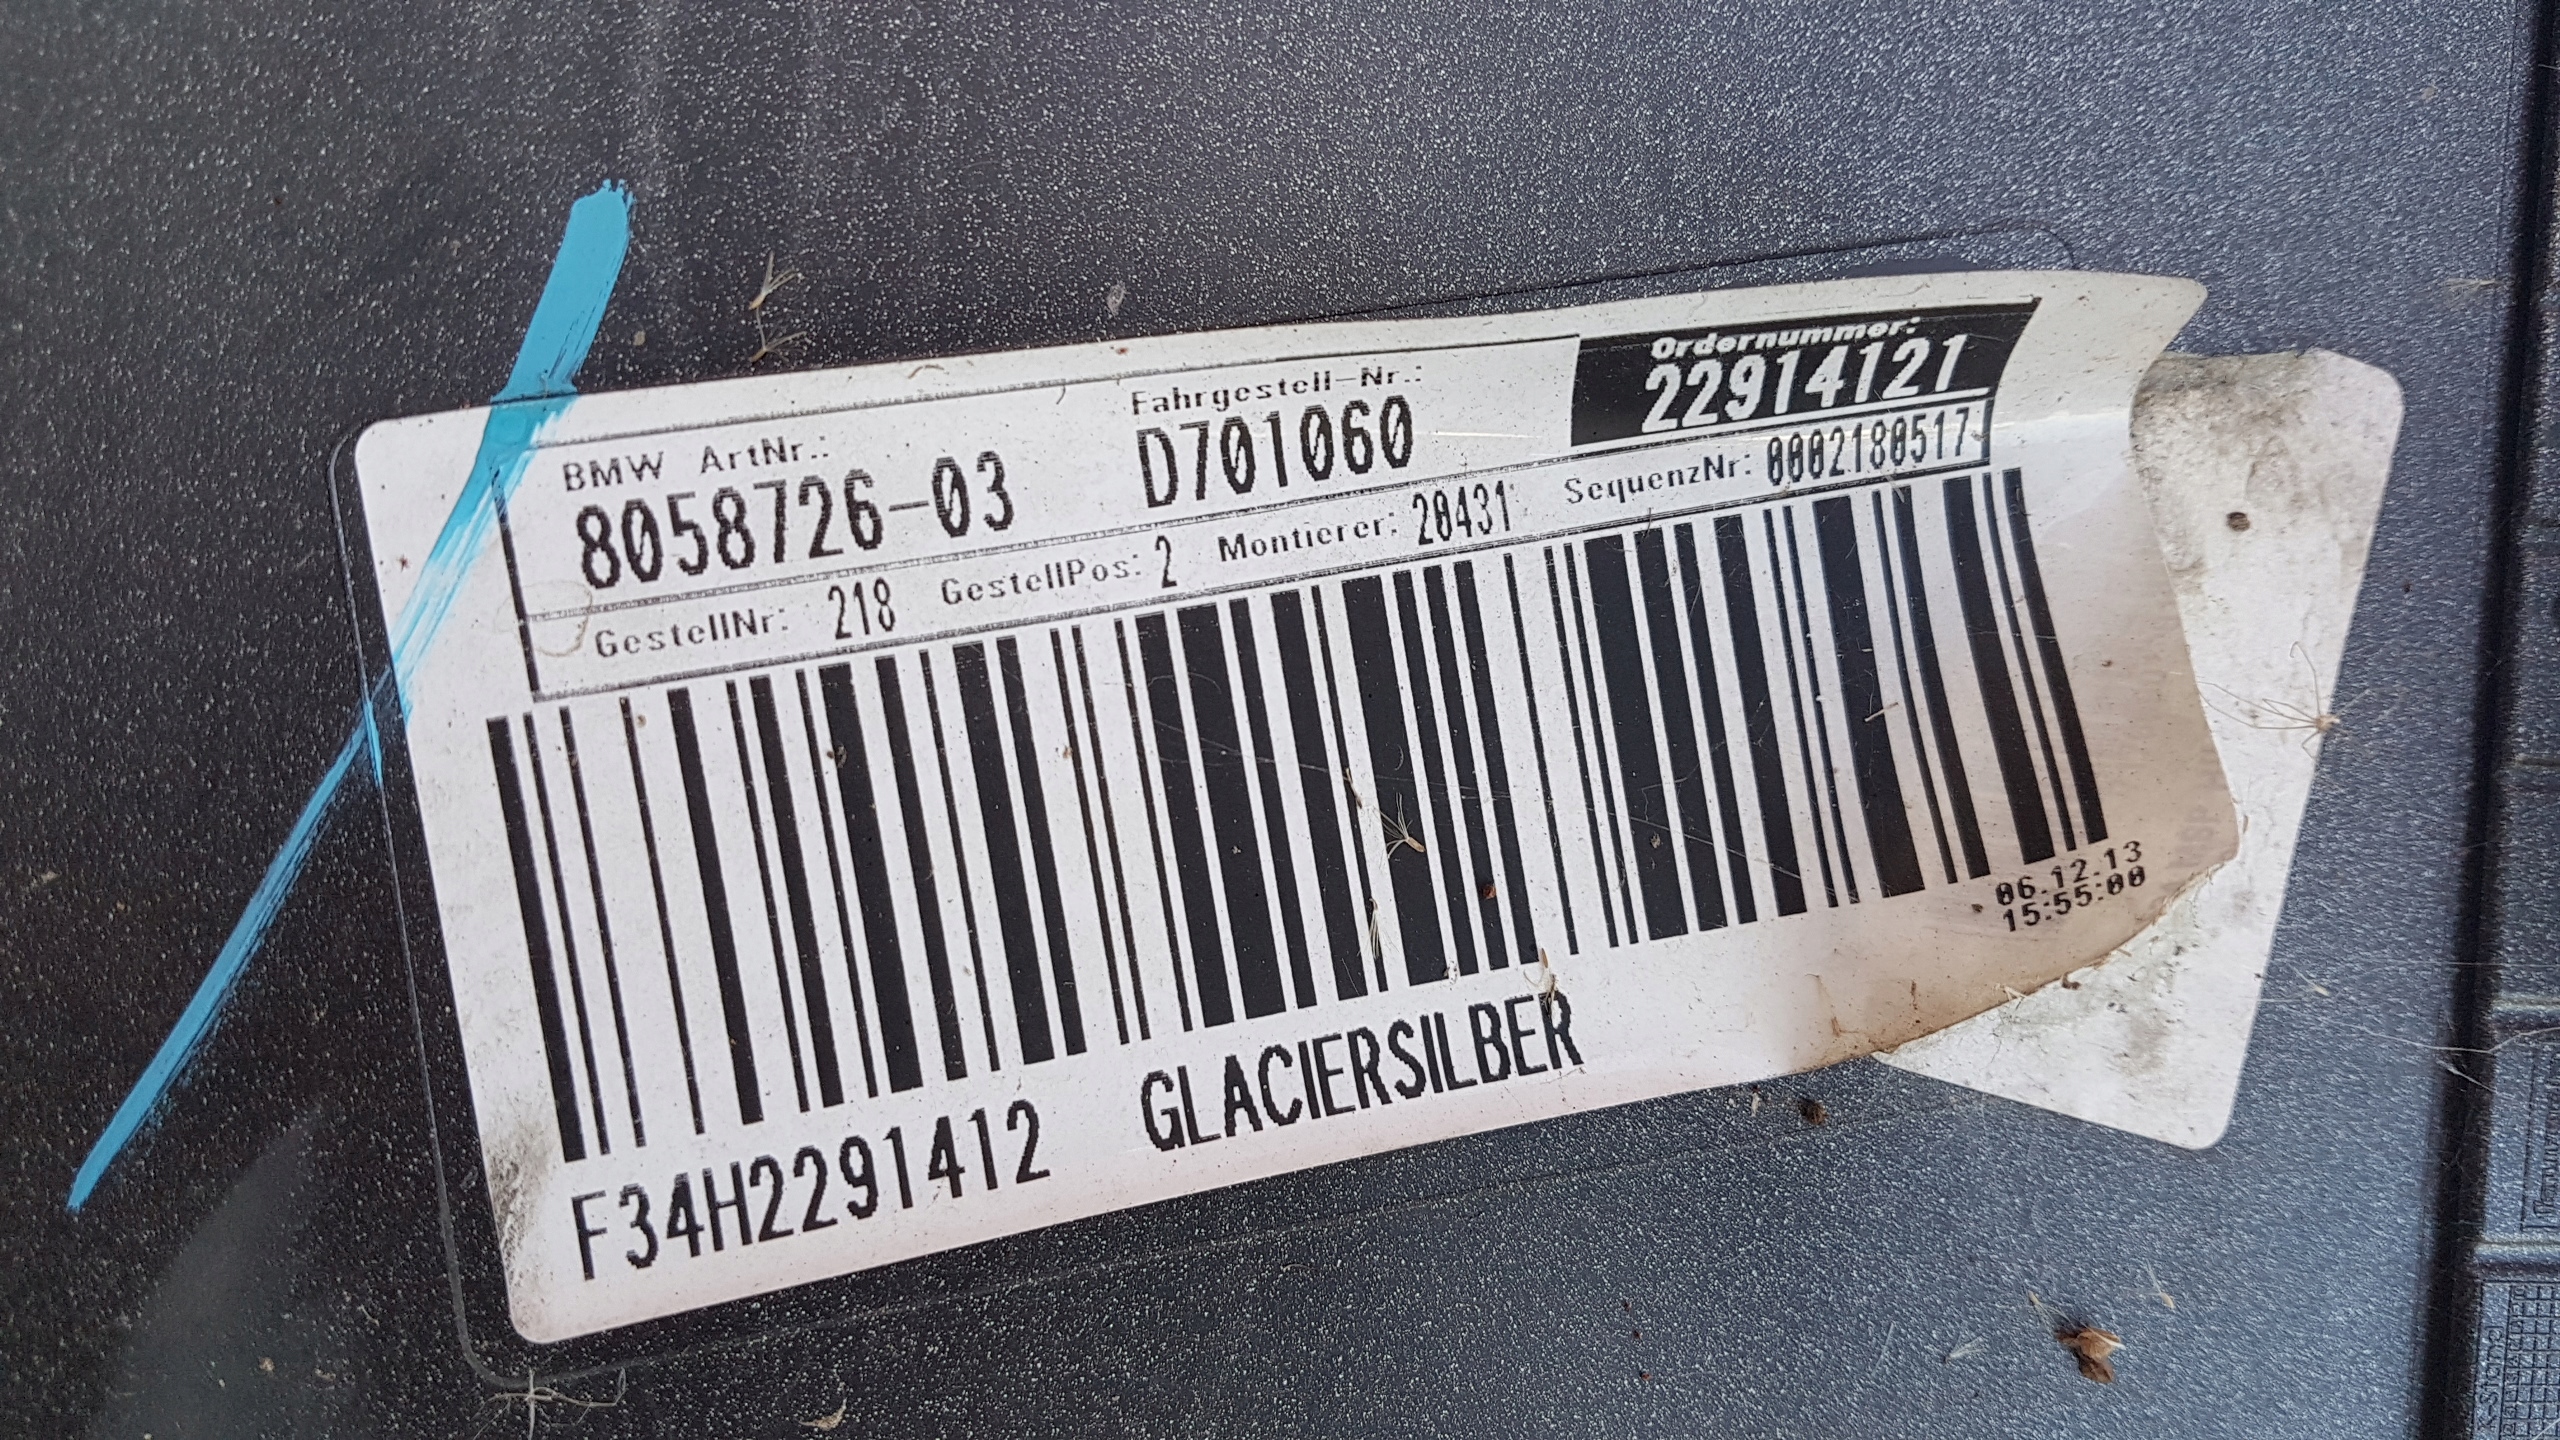 Ordernummer:
22914121
BMW ArtNr.: Fahrgestell-Nr.:
8058726-03 D701060
GestellNr: 218 GestellPos: 2 Montierer: 20431 SequenzNr: 0002180517
06.12.13
15:55:00
F34H2291412 GLACIERSILBER